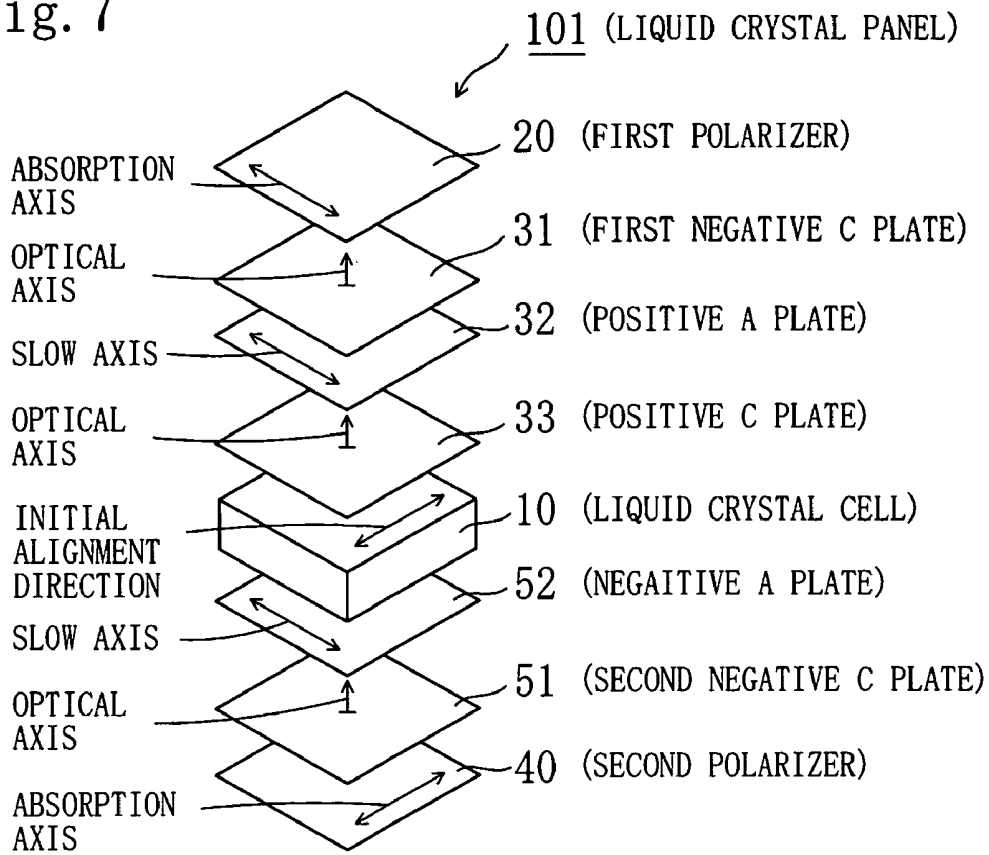 ig. 7
101 (LIQUID CRYSTAL PANEL)
20 (FIRST POLARIZER)
ABSORPTION
AXIS
31 (FIRST NEGATIVE C PLATE)
OPTICAL
AXIS
32 (POSITIVE A PLATE)
SLOW AXIS
33 (POSITIVE C PLATE)
OPTICAL
AXIS
10 (LIQUID CRYSTAL CELL)
INITIAL
ALIGNMENT
DIRECTION
52 (NEGAITIVE A PLATE)
SLOW AXIS
51 (SECOND NEGATIVE C PLATE)
OPTICAL
AXIS
40 (SECOND POLARIZER)
ABSORPTION
AXIS